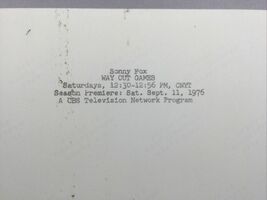 Sonny Fox
WAY OUT GAMES
Saturdays, 12:30-12:56 PM, CNYT
Season Premiere: Sat. Sept. 11, 1976
A CBS Television Network Program